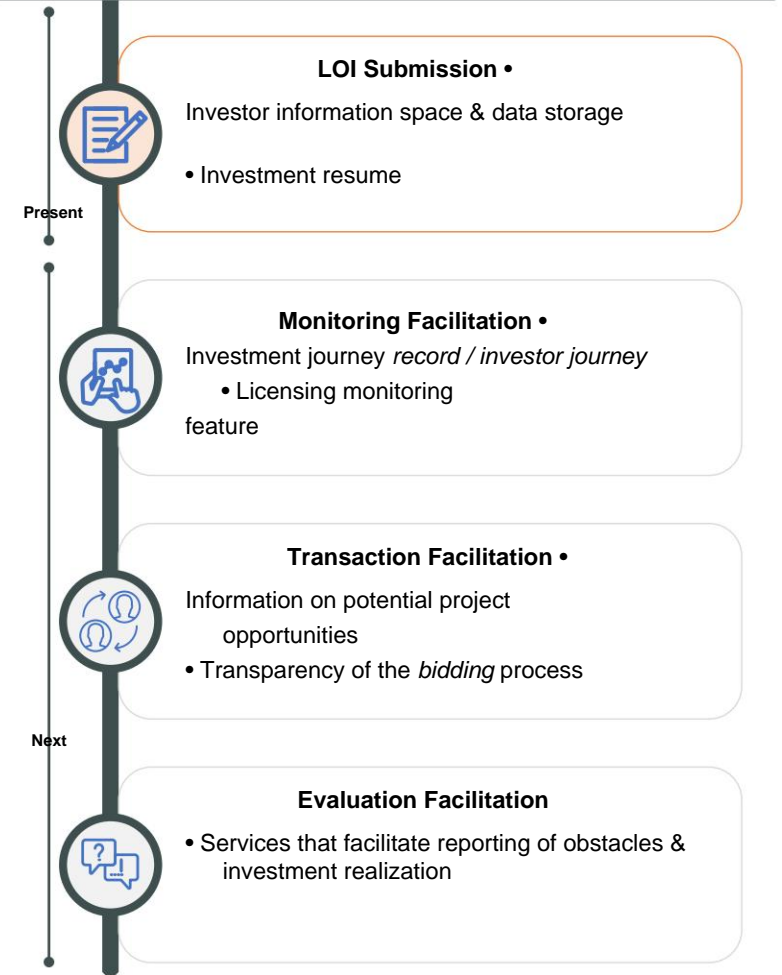 LOI Submission •
Investor information space & data storage
• Investment resume
Present
Monitoring Facilitation •
Investment journey record / investor journey
• Licensing monitoring
feature
Transaction Facilitation •
Information on potential project
opportunities
• Transparency of the bidding process
Next
Evaluation Facilitation
• Services that facilitate reporting of obstacles &
investment realization